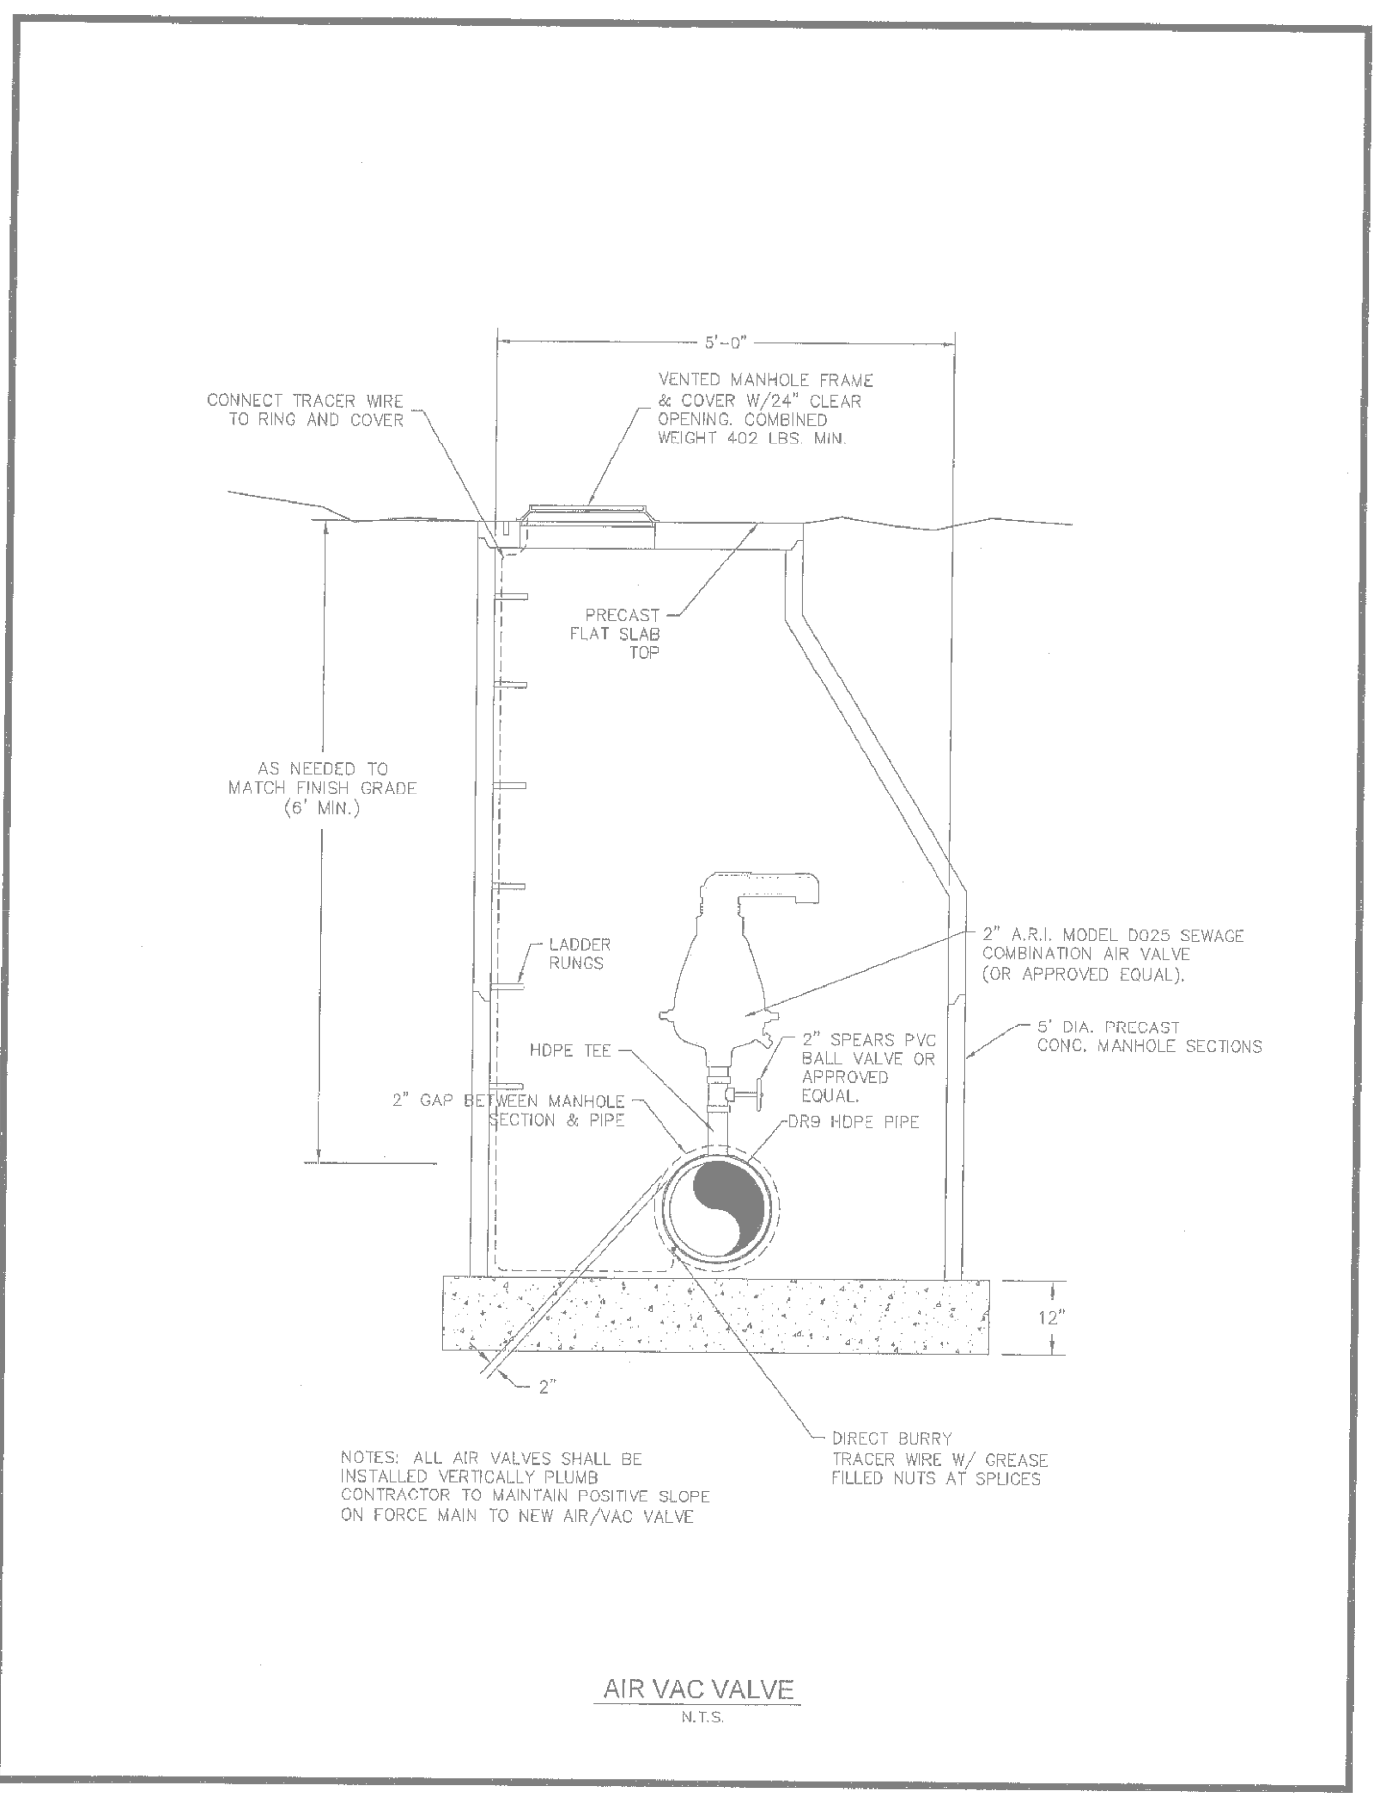 5'-0"
VENTED MANHOLE FRAME
& COVER W/24" CLEAR
OPENING. COMBINED
WEIGHT 402 LBS. MIN.
CONNECT TRACER WIRE
TO RING AND COVER
PRECAST
FLAT SLAB
TOP
AS NEEDED TO
MATCH FINISH GRADE
(6' MIN.)
LADDER
RUNGS
2" A.R.I. MODEL D025 SEWAGE
COMBINATION AIR VALVE
(OR APPROVED EQUAL).
5' DIA. PRECAST
CONC. MANHOLE SECTIONS
HDPE TEE
2" SPEARS PVC
BALL VALVE OR
APPROVED
EQUAL.
2" GAP BETWEEN MANHOLE
SECTION & PIPE
DR9 HDPE PIPE
12"
2"
DIRECT BURRY
TRACER WIRE W/ GREASE
FILLED NUTS AT SPLICES
NOTES: ALL AIR VALVES SHALL BE
INSTALLED VERTICALLY PLUMB
CONTRACTOR TO MAINTAIN POSITIVE SLOPE
ON FORCE MAIN TO NEW AIR/VAC VALVE
AIR VAC VALVE
N.T.S.